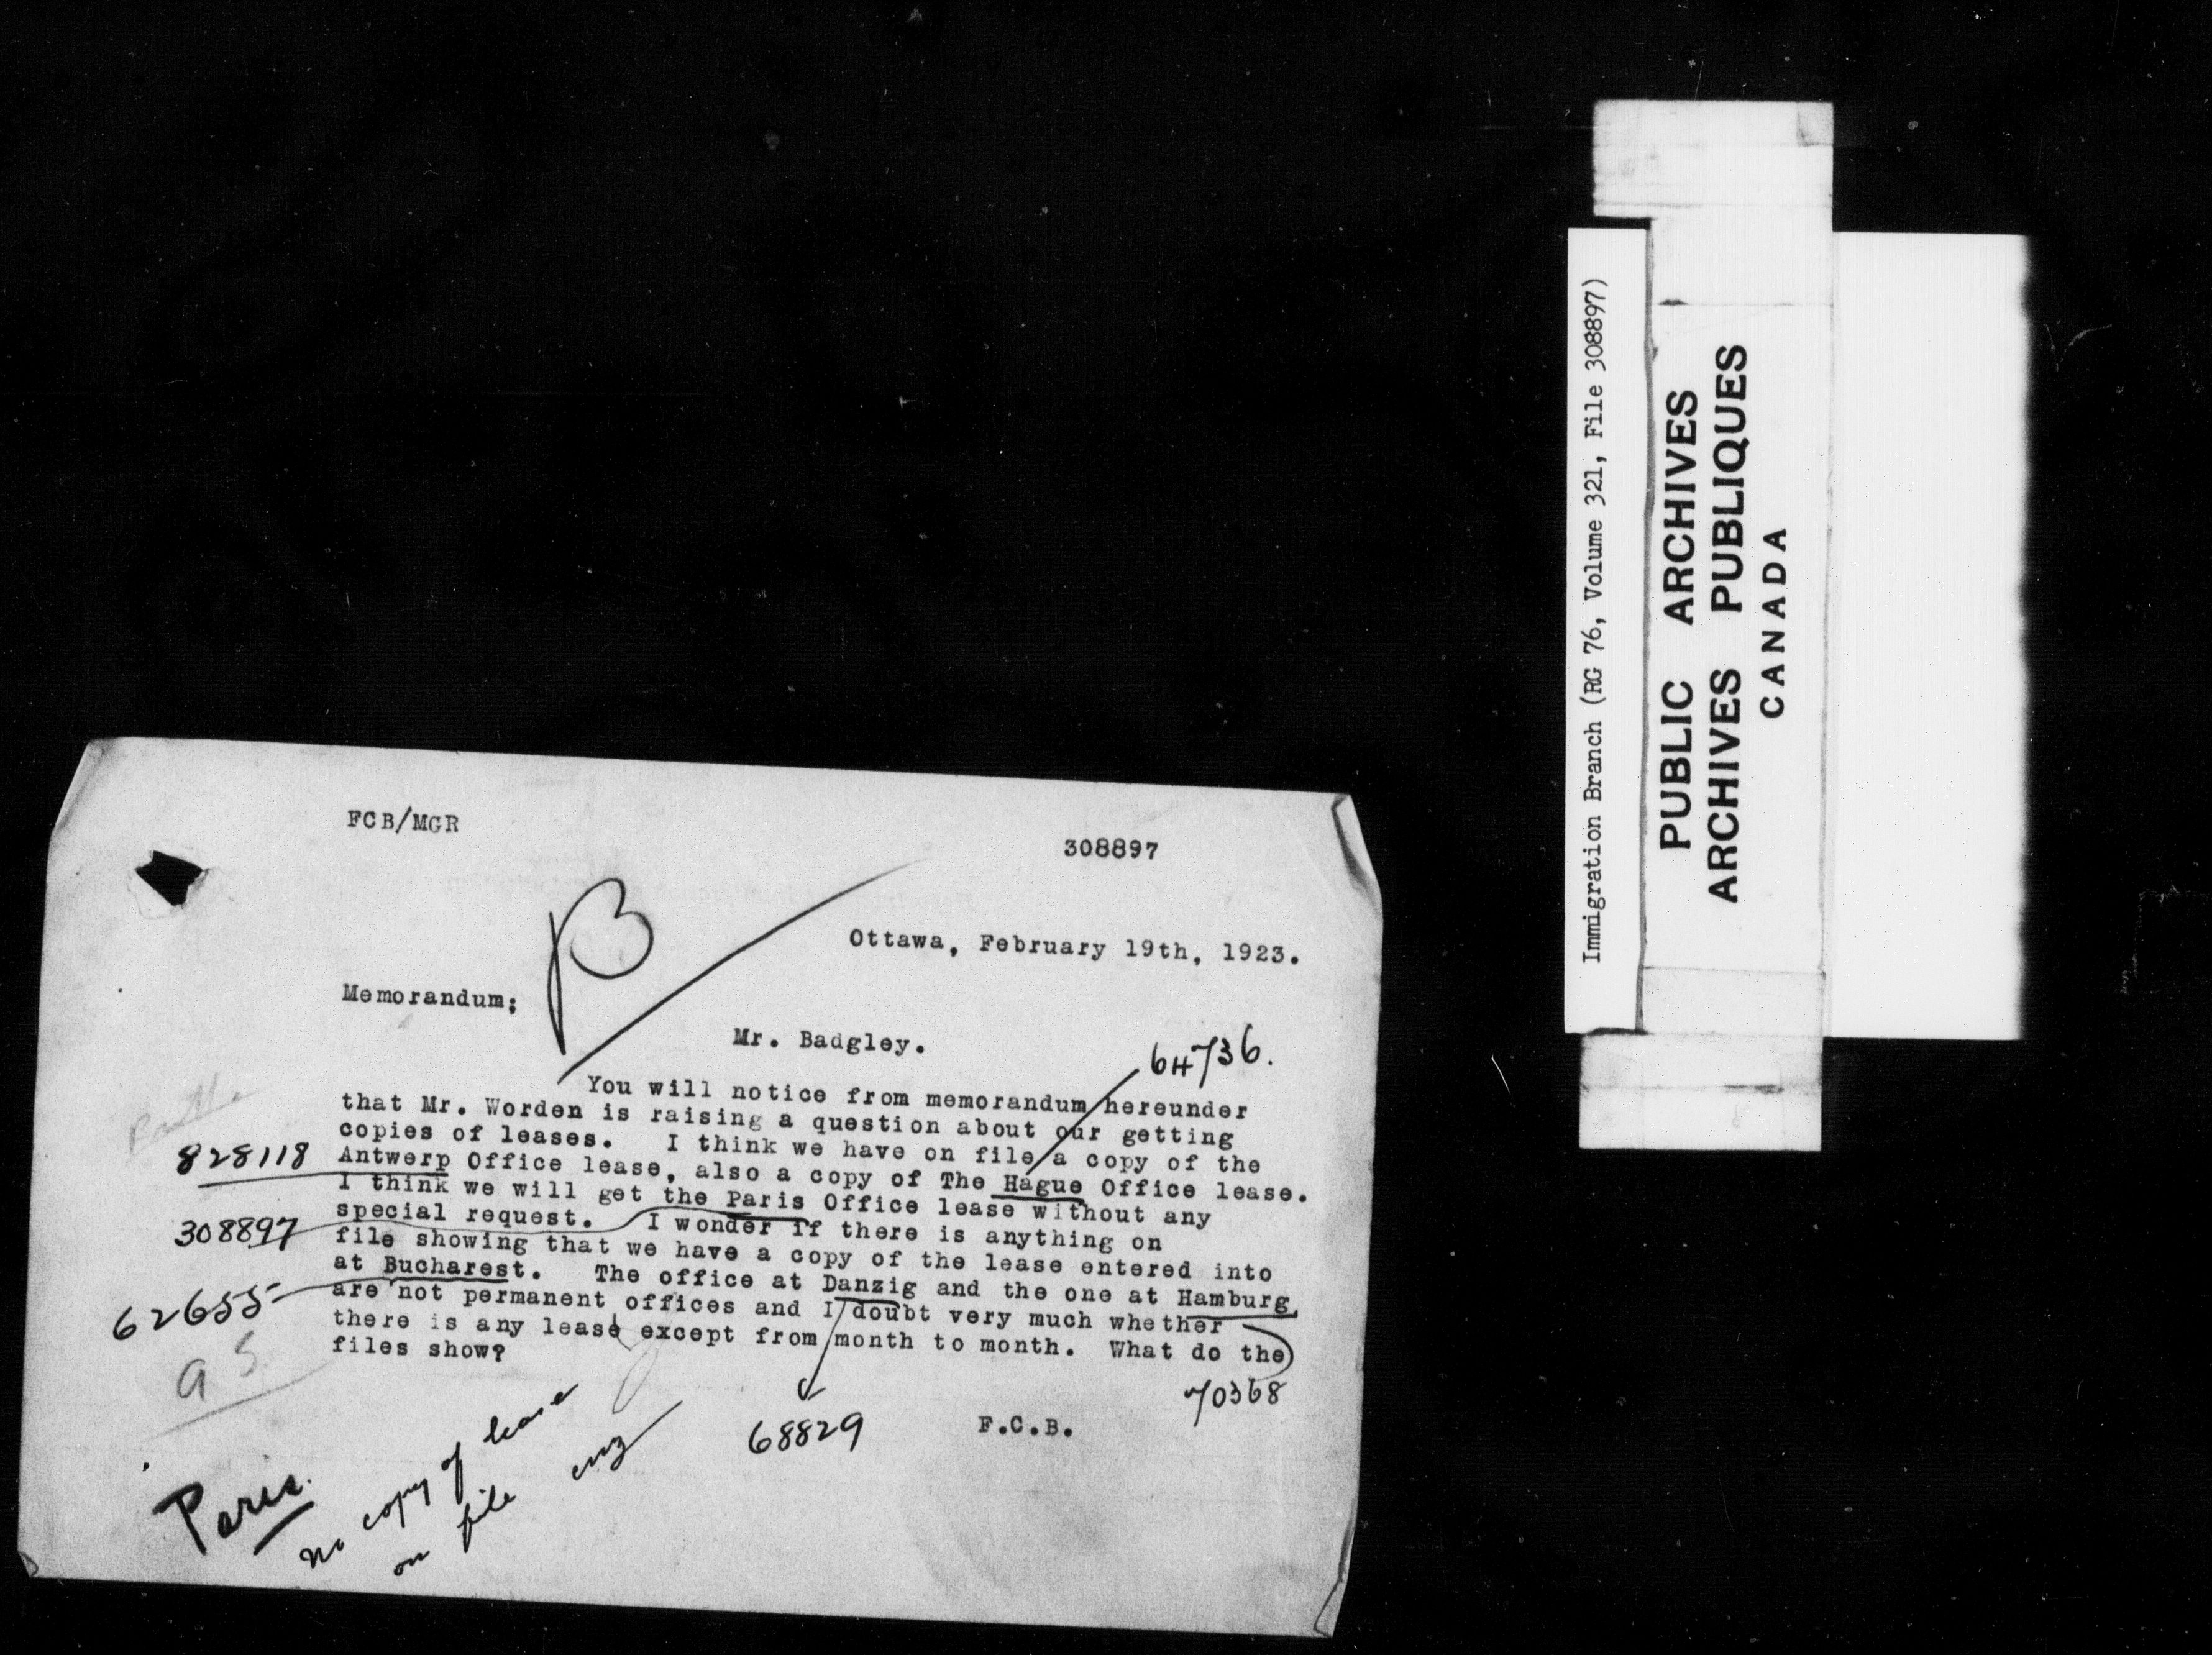 FCB/MGR
308897
B
Ottawa, February 19th, 1923.
Memorandum;
Mr. Badgley.
64736.
You will notice from memorandum hereunder
that Mr. Worden is raising a question about our getting
copies of leases. I think we have on file a copy of the
828118
Antwerp Office lease, also a copy of The Hague Office lease.
I think we will get the Paris Office lease without any
308897
special request. I wonder if there is anything on
file showing that we have a copy of the lease entered into
at Bucharest. The office at Danzig and the one at Hamburg,
62655
are not permanent offices and I doubt very much whether
there is any lease except from month to month. What do the
files show?
70368
68829
F.C.B.
Paris.
No copy of lease
on file
Immigration Branch (RG 76, Volume 321, File 308897)
PUBLIC ARCHIVES
ARCHIVES PUBLIQUES
CANADA